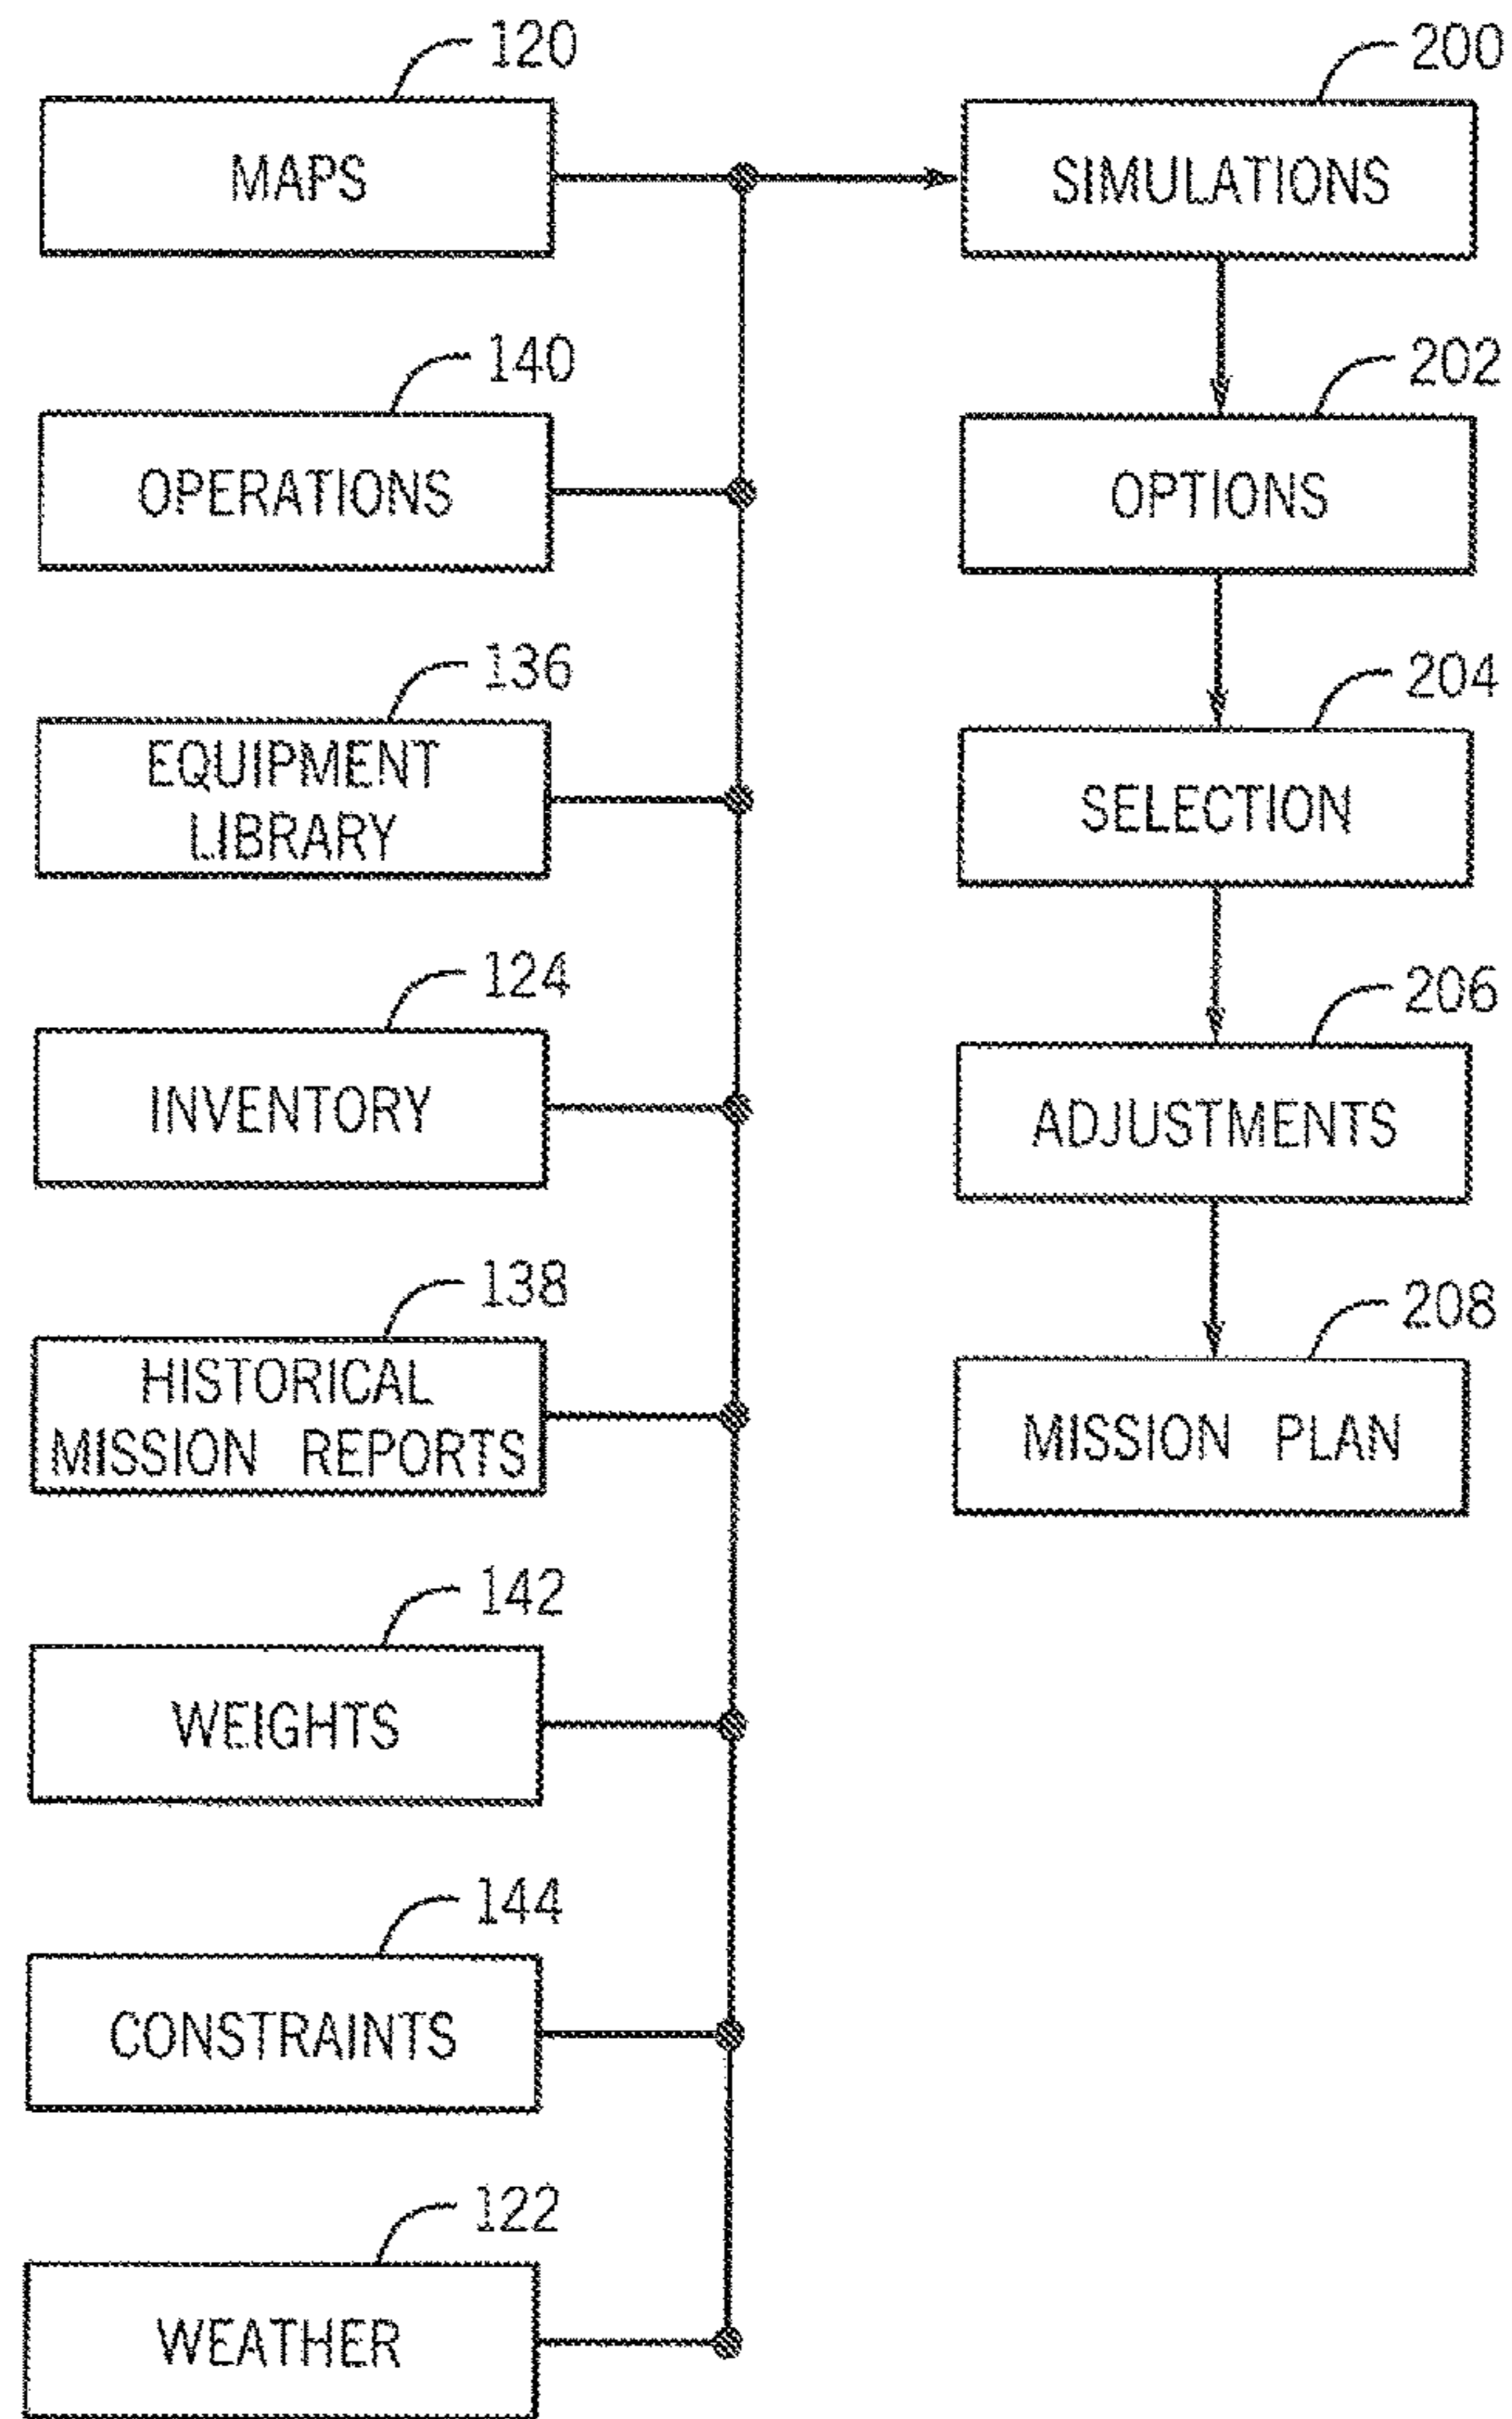 120
MAPS
140
OPERATIONS
136
EQUIPMENT
LIBRARY
124
INVENTORY
138
HISTORICAL
MISSION REPORTS
142
WEIGHTS
144
CONSTRAINTS
122
WEATHER
200
SIMULATIONS
202
OPTIONS
204
SELECTION
206
ADJUSTMENTS
208
MISSION PLAN